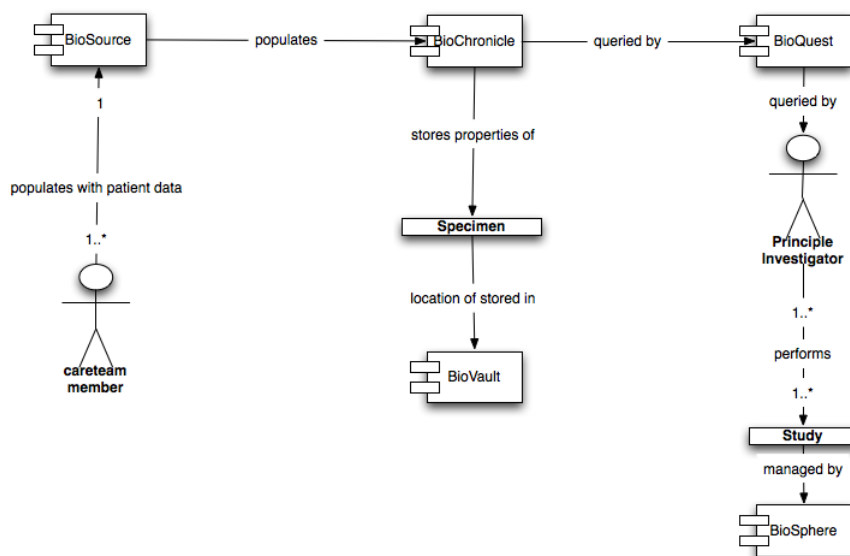 BioSource
populates
BioChronicle
queried by
BioQuest
1
queried by
stores properties of
populates with patient data
Specimen
1..*
Principle
Investigator
location of stored in
1..*
performs
careteam
member
BioVault
1..*
Study
managed by
BioSphere